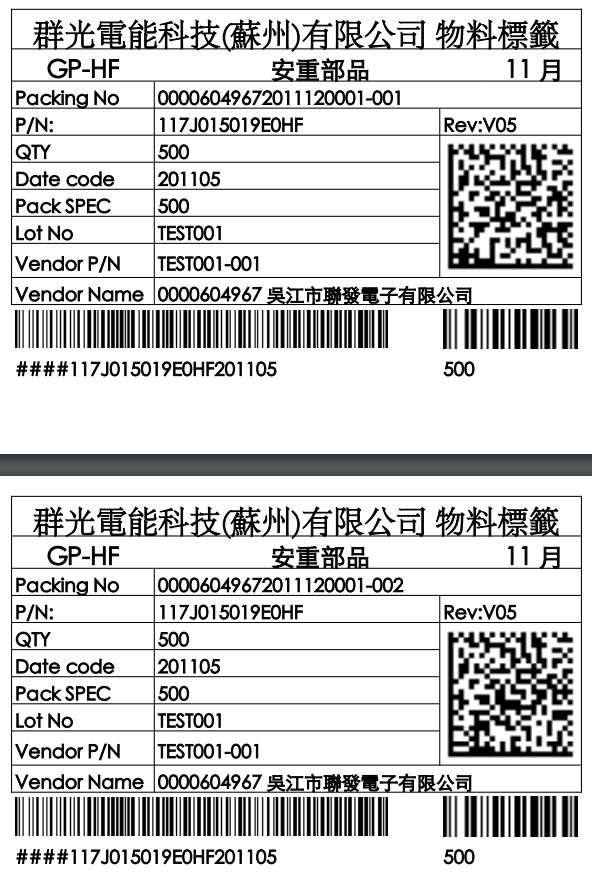 群光電能科技(蘇州)有限公司 物料標籤
GP-HF 安重部品 11 月
Packing No 00006049672011120001-001
P/N: 117J015019E0HF Rev:V05
QTY 500
Date code 201105
Pack SPEC 500
Lot No TEST001
Vendor P/N TEST001-001
Vendor Name 0000604967 吳江市聯發電子有限公司
####117J015019E0HF201105 500
群光電能科技(蘇州)有限公司 物料標籤
GP-HF 安重部品 11 月
Packing No 00006049672011120001-002
P/N: 117J015019E0HF Rev:V05
QTY 500
Date code 201105
Pack SPEC 500
Lot No TEST001
Vendor P/N TEST001-001
Vendor Name 0000604967 吳江市聯發電子有限公司
####117J015019E0HF201105 500